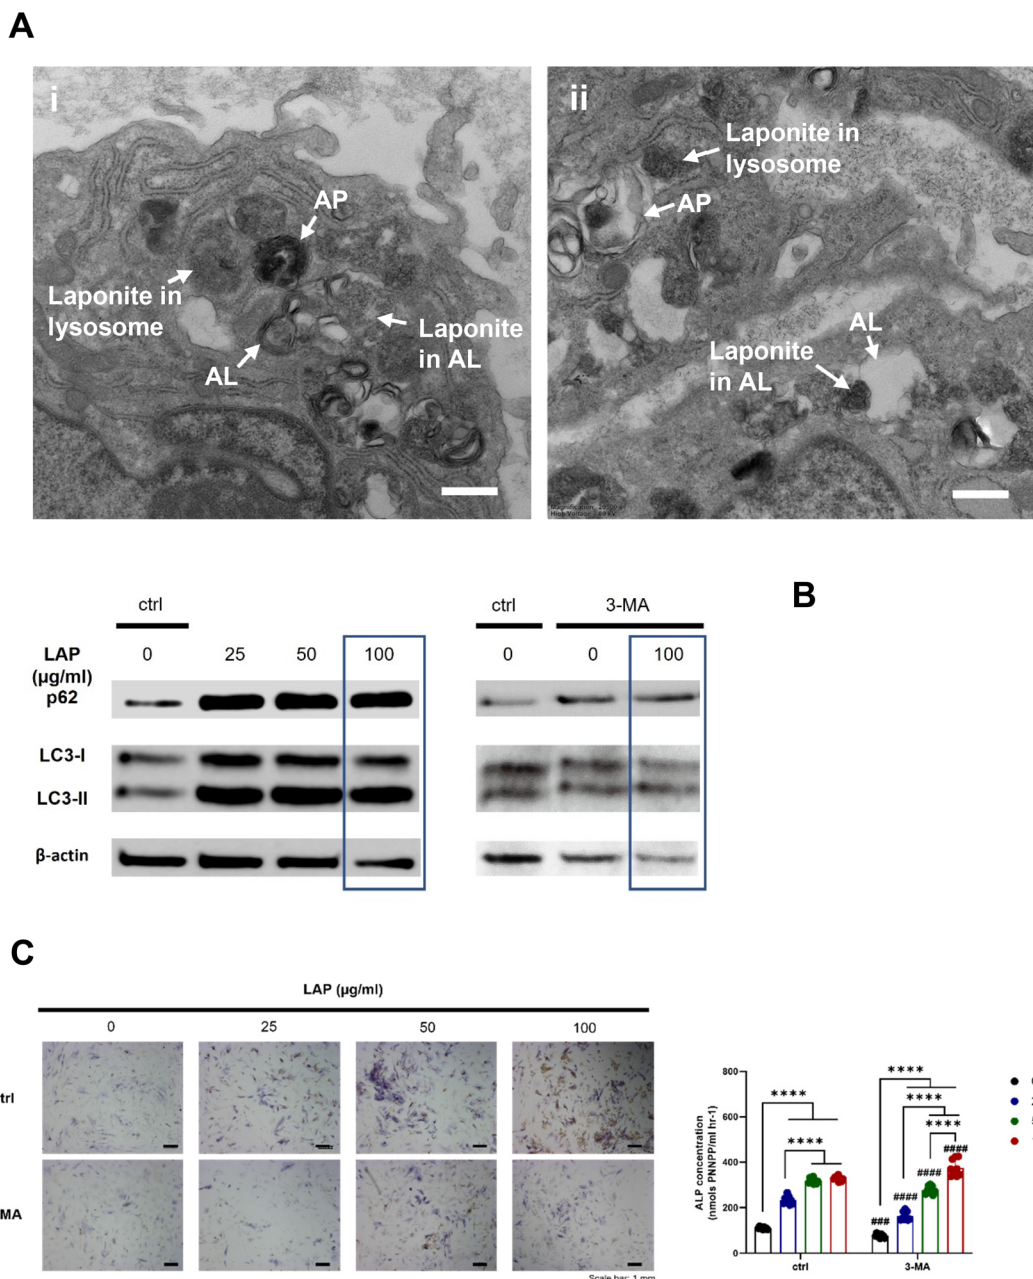 A
i
AP
Laponite in
lysosome
AL
Laponite
in AL
ii
Laponite in
lysosome
AP
AL
Laponite
in AL
B
ctrl
ctrl
3-MA
LAP
(µg/ml)
0
25
50
100
0
0
100
p62
LC3-I
LC3-II
β-actin
C
LAP (µg/ml)
0
25
50
100
trl
MA
Scale bar: 1 mm
ALP concentration
(nmols PNNPP/ml hr-1)
800
600
400
200
0
****
****
****
****
****
###
####
####
####
ctrl
3-MA